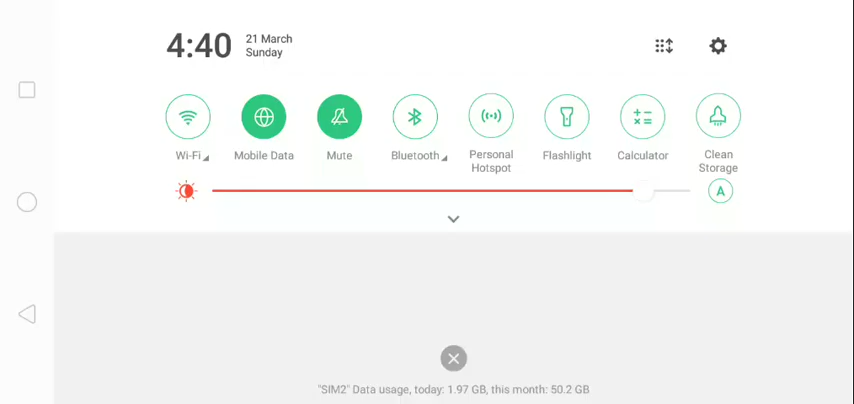 4:40
21 March
Sunday
Wi-Fi
Mobile Data
Mute
Bluetooth
Personal
Hotspot
Flashlight
Calculator
Clean
Storage
A
"SIM2" Data usage, today: 1.97 GB, this month: 50.2 GB